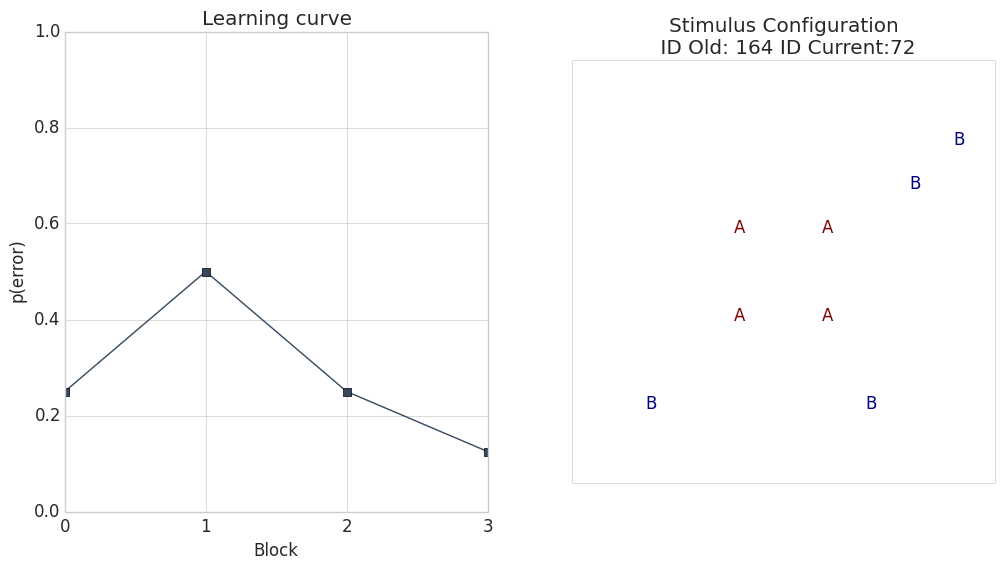 Learning curve
1.0
0.8
0.6
0.4
0.2
0.0
p(error)
0 1 2 3
Block
Stimulus Configuration
ID Old: 164 ID Current:72
B
B
A A
A A
B B